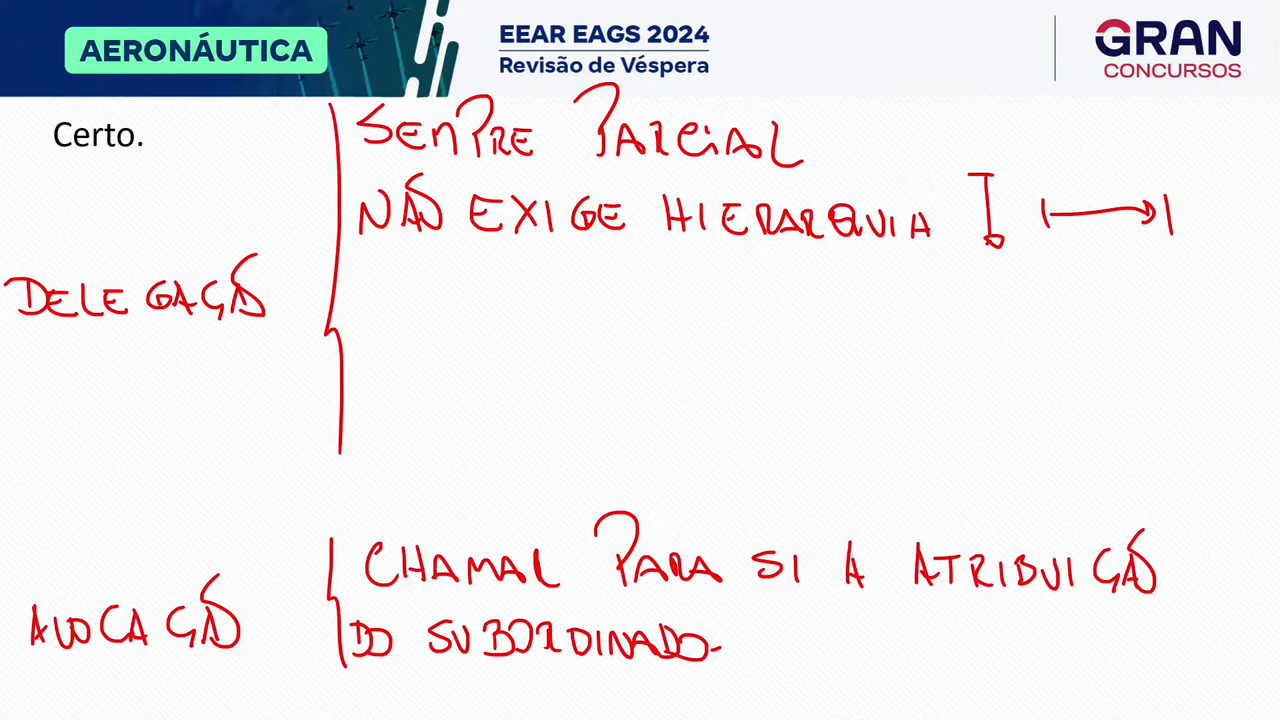 AERONÁUTICA
EEAR EAGS 2024
Revisão de Véspera
GRAN
CONCURSOS
Certo.
SEMPRE PARCIAL
NÃO EXIGE HIERARQUIA
DELEGAÇÃO
CHAMAR PARA SI A ATRIBUIÇÃO
AVOCAÇÃO
DO SUBORDINADO.